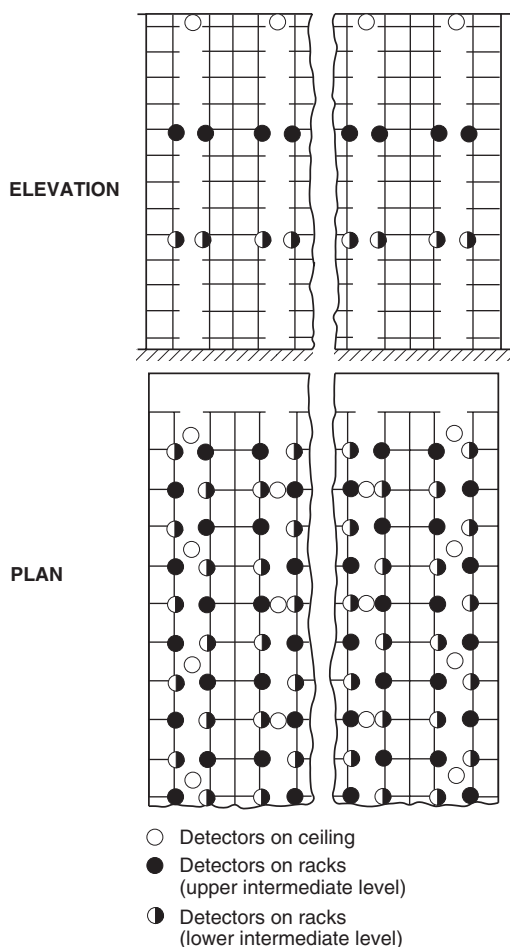 ELEVATION
PLAN
Detectors on ceiling
Detectors on racks
(upper intermediate level)
Detectors on racks
(lower intermediate level)